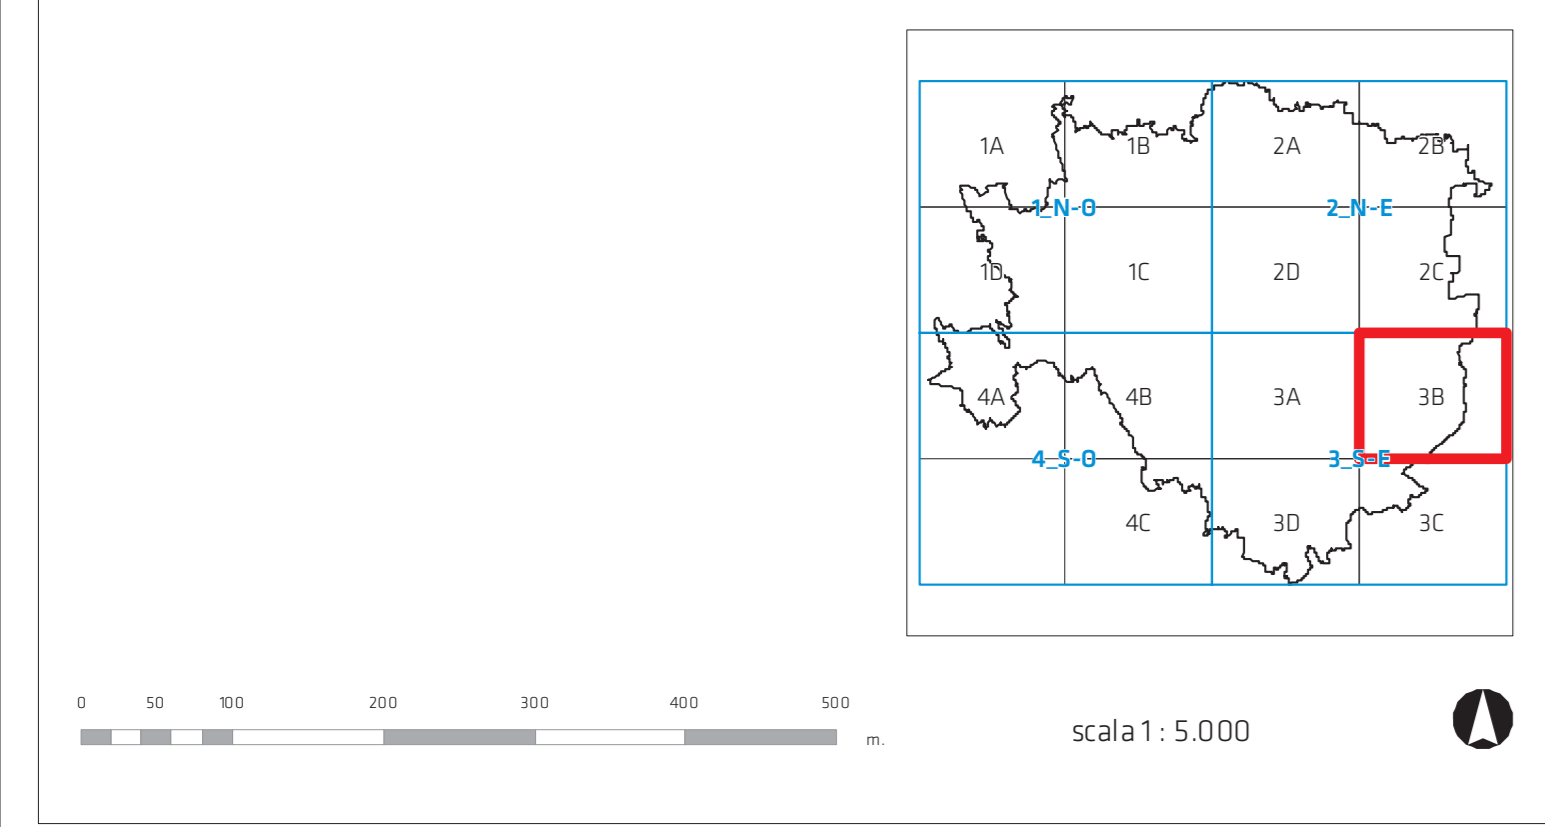 1A 1B 2A 2B
1_N-O 2_N-E
1D 1C 2D 2C
4A 4B 3A 3B
4_S-O 3_S-E
4C 3D 3C
0 50 100 200 300 400 500
m.
scala 1 : 5.000